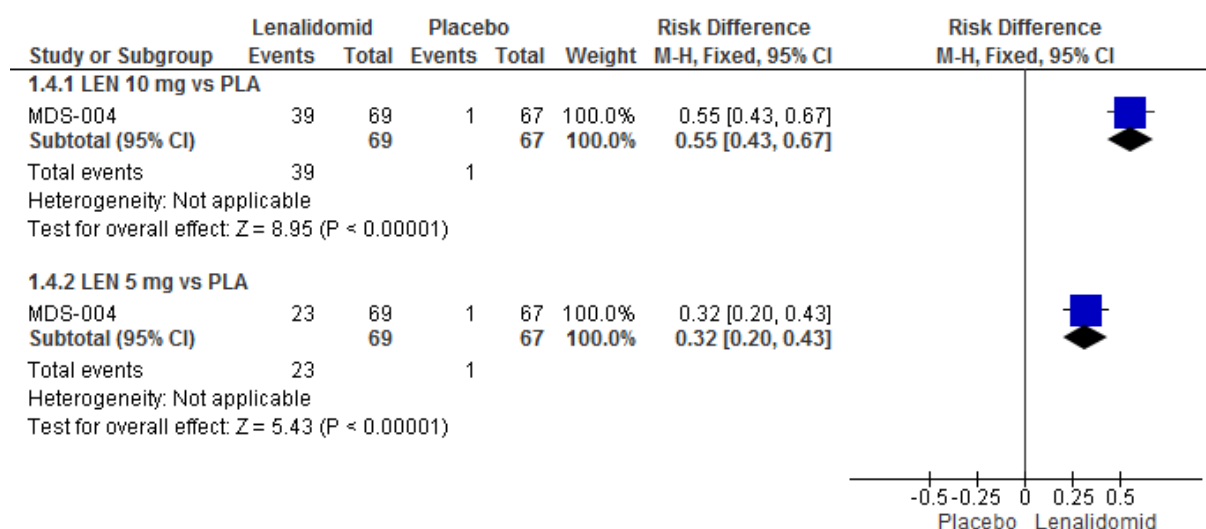 Lenalidomid Placebo Risk Difference Risk Difference
Study or Subgroup Events Total Events Total Weight M-H, Fixed, 95% CI M-H, Fixed, 95% CI
1.4.1 LEN 10 mg vs PLA
MDS-004 39 69 1 67 100.0% 0.55 [0.43, 0.67]
Subtotal (95% CI) 69 67 100.0% 0.55 [0.43, 0.67]
Total events 39 1
Heterogeneity: Not applicable
Test for overall effect: Z = 8.95 (P < 0.00001)
1.4.2 LEN 5 mg vs PLA
MDS-004 23 69 1 67 100.0% 0.32 [0.20, 0.43]
Subtotal (95% CI) 69 67 100.0% 0.32 [0.20, 0.43]
Total events 23 1
Heterogeneity: Not applicable
Test for overall effect: Z = 5.43 (P < 0.00001)
-0.5 -0.25 0 0.25 0.5
Placebo Lenalidomid